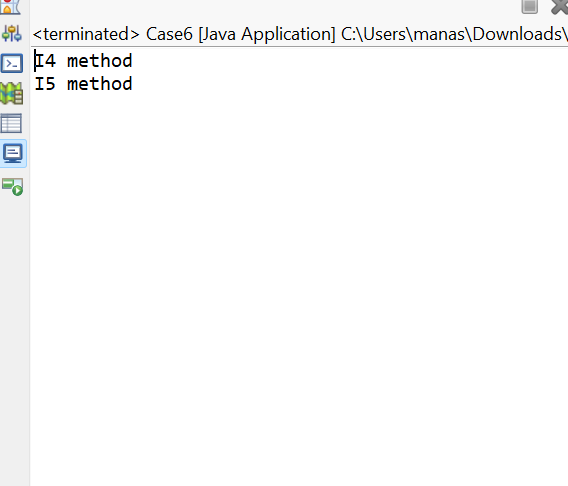 <terminated> Case6 [Java Application] C:\Users\manas\Downloads\
I4 method
I5 method